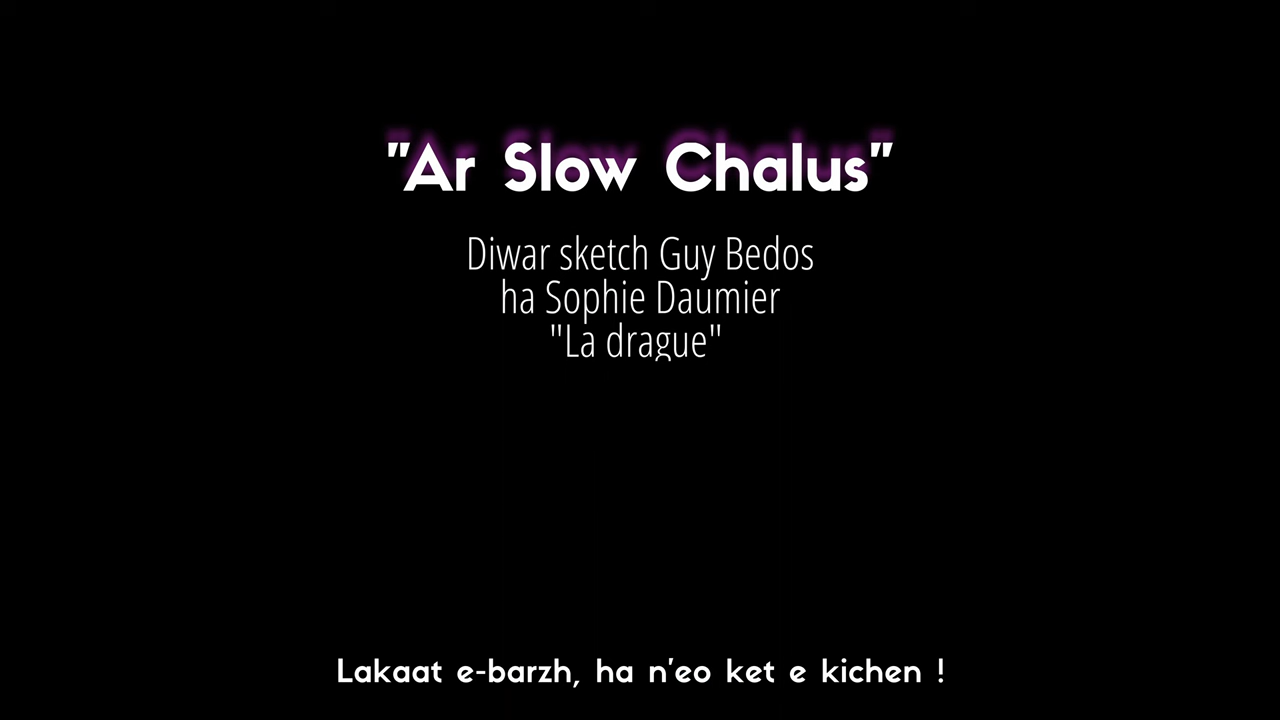 "Ar Slow Chalus"
Diwar sketch Guy Bedos
ha Sophie Daumier
"La drague"
Lakaat e-barzh, ha n'eo ket e kichen !